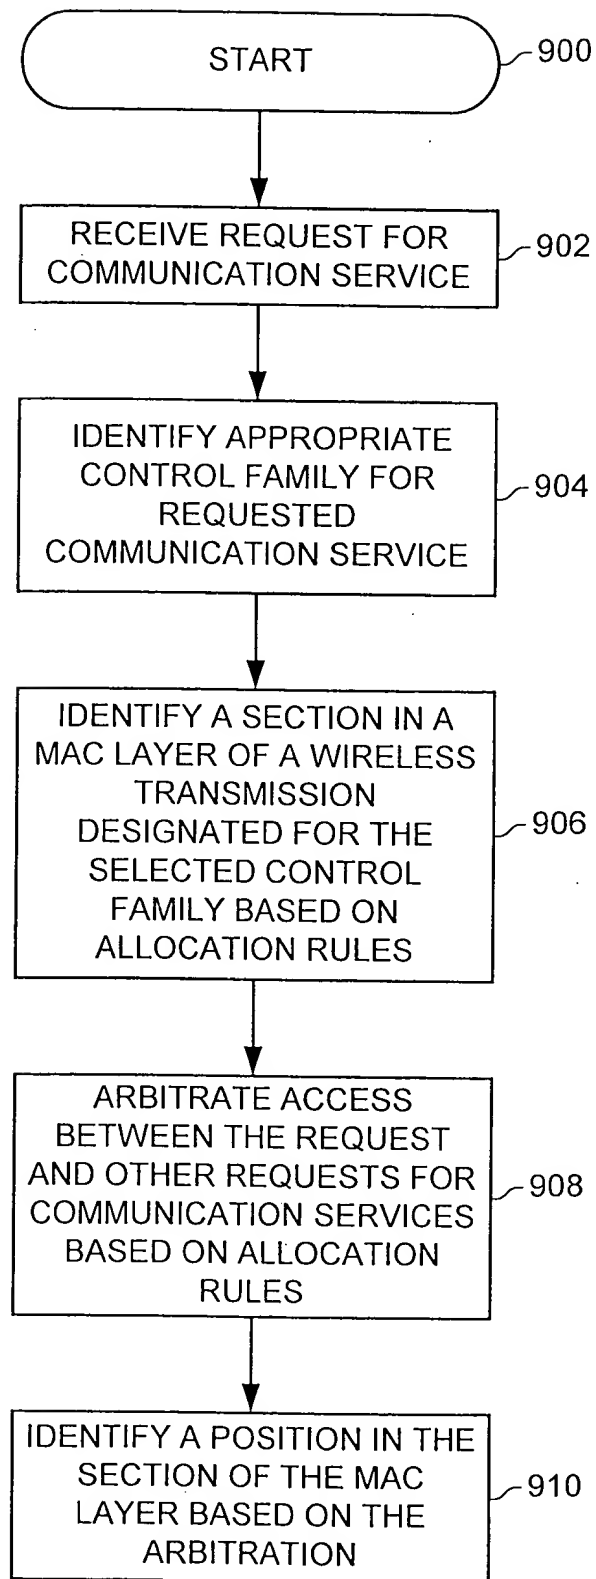 START
900
RECEIVE REQUEST FOR
COMMUNICATION SERVICE
902
IDENTIFY APPROPRIATE
CONTROL FAMILY FOR
REQUESTED
COMMUNICATION SERVICE
904
IDENTIFY A SECTION IN A
MAC LAYER OF A WIRELESS
TRANSMISSION
DESIGNATED FOR THE
SELECTED CONTROL
FAMILY BASED ON
ALLOCATION RULES
906
ARBITRATE ACCESS
BETWEEN THE REQUEST
AND OTHER REQUESTS FOR
COMMUNICATION SERVICES
BASED ON ALLOCATION
RULES
908
IDENTIFY A POSITION IN THE
SECTION OF THE MAC
LAYER BASED ON THE
ARBITRATION
910